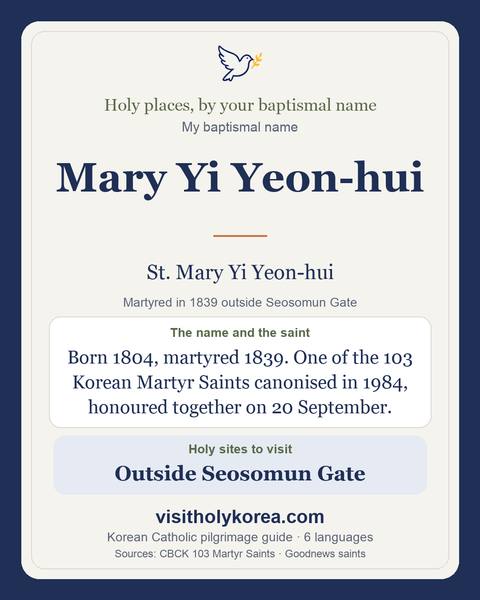 Holy places, by your baptismal name
My baptismal name
Mary Yi Yeon-hui
St. Mary Yi Yeon-hui
Martyred in 1839 outside Seosomun Gate
The name and the saint
Born 1804, martyred 1839. One of the 103
Korean Martyr Saints canonised in 1984,
honoured together on 20 September.
Holy sites to visit
Outside Seosomun Gate
visitholykorea.com
Korean Catholic pilgrimage guide · 6 languages
Sources: CBCK 103 Martyr Saints · Goodnews saints